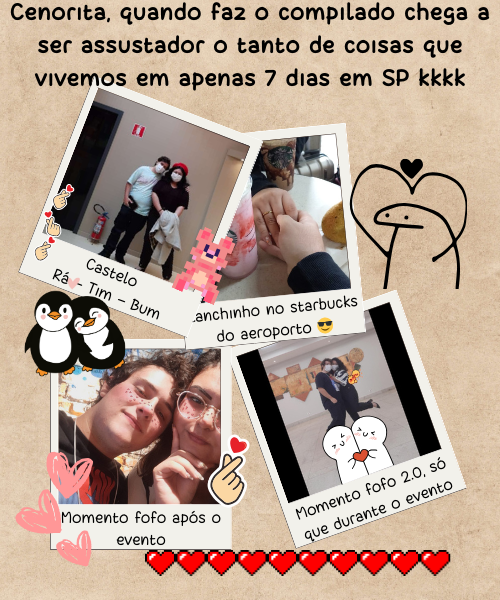 Cenorita, quando faz o compilado chega a
ser assustador o tanto de coisas que
vivemos em apenas 7 dias em SP kkkk
Castelo
Rá - Tim - Bum
Lanchinho no starbucks
do aeroporto 😎
Momento fofo após o
evento
Momento fofo 2.0, só
que durante o evento